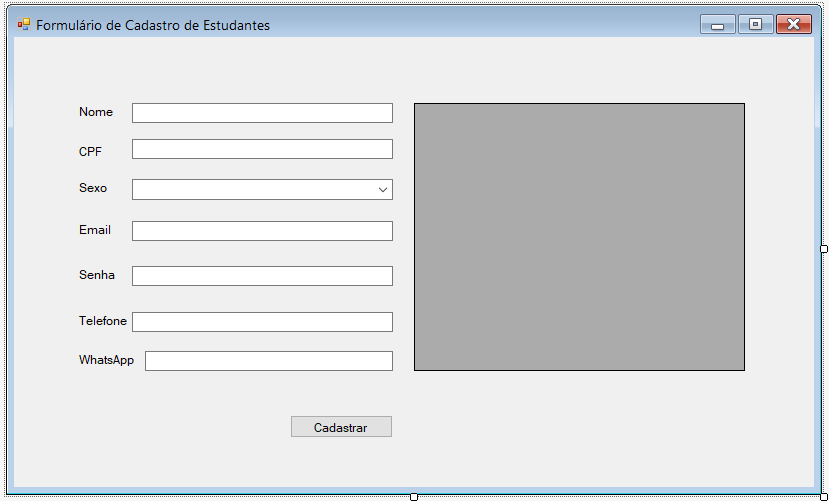 Formulário de Cadastro de Estudantes
Nome
CPF
Sexo
Email
Senha
Telefone
WhatsApp
Cadastrar